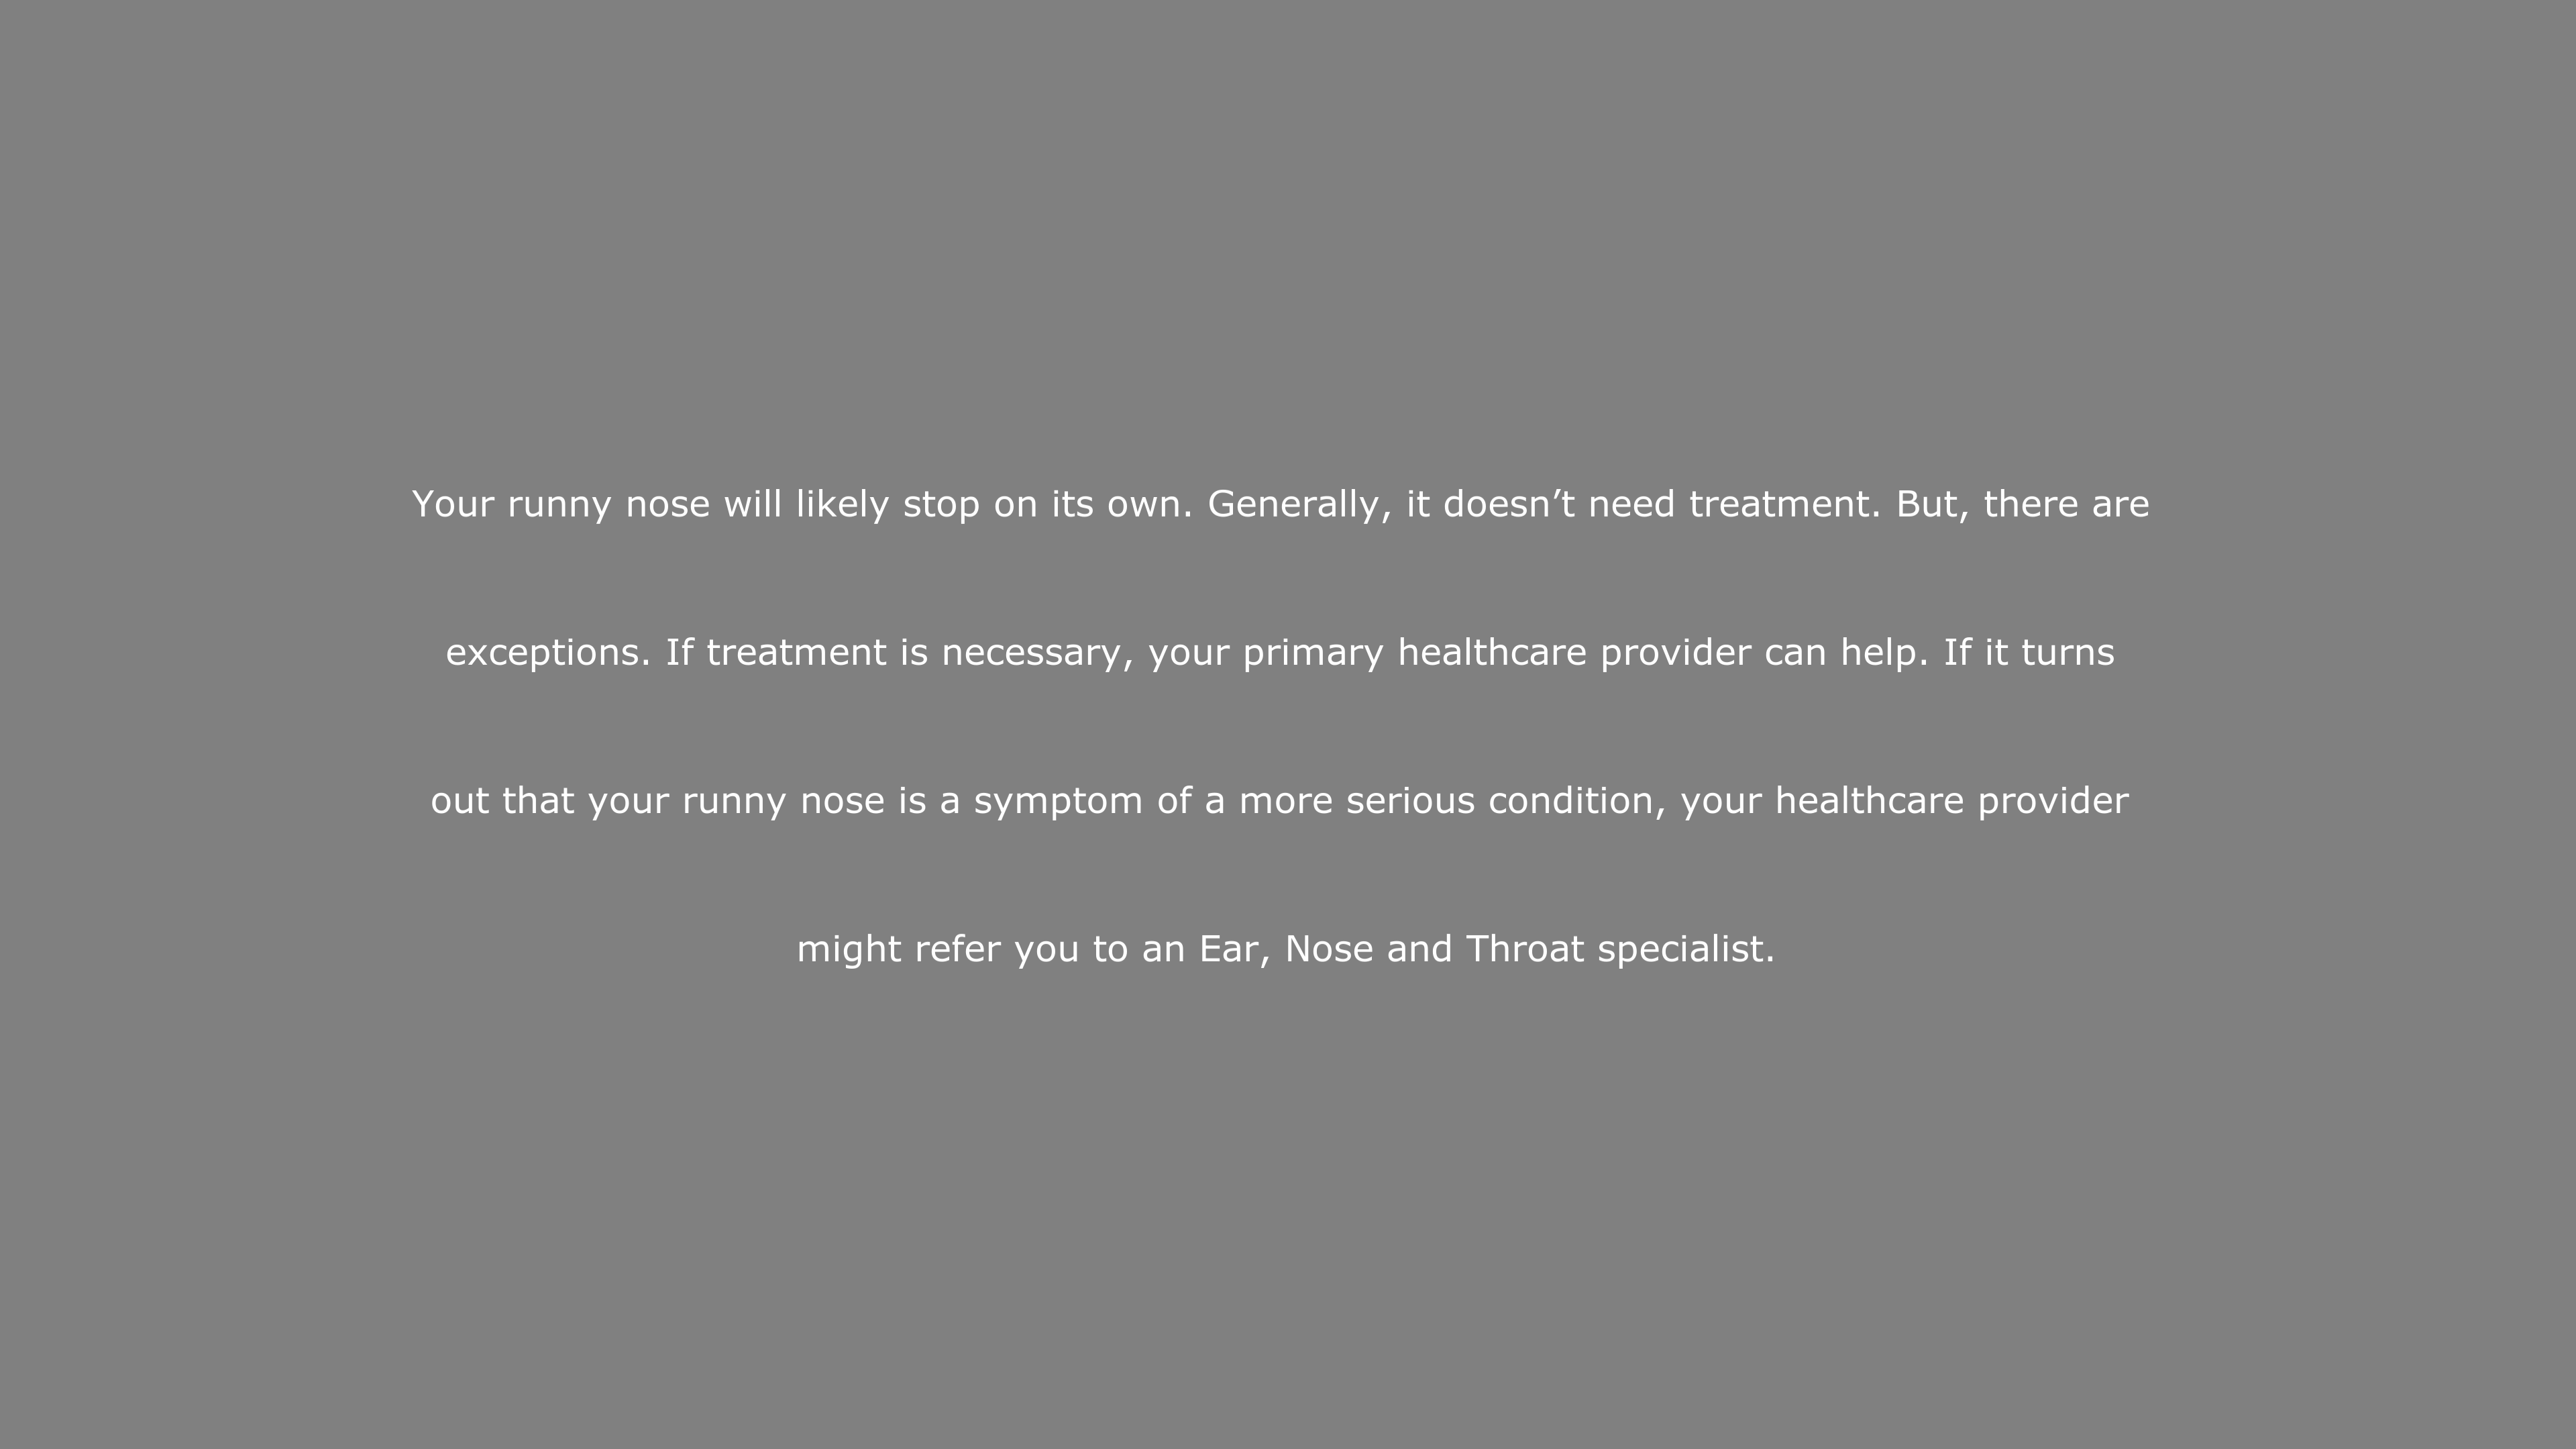 Your runny nose will likely stop on its own. Generally, it doesn’t need treatment. But, there are
exceptions. If treatment is necessary, your primary healthcare provider can help. If it turns
out that your runny nose is a symptom of a more serious condition, your healthcare provider
might refer you to an Ear, Nose and Throat specialist.